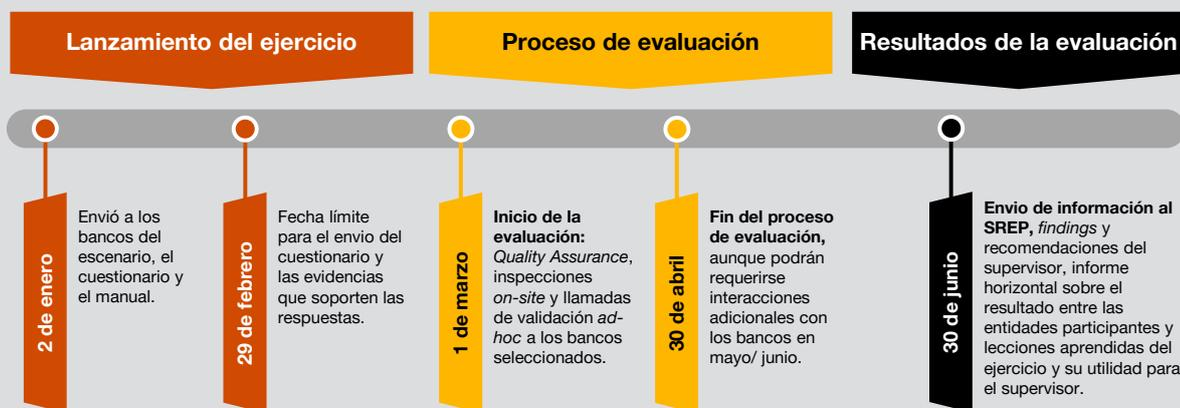 Lanzamiento del ejercicio
Proceso de evaluación
Resultados de la evaluación
2 de enero
Envió a los
bancos del
escenario, el
cuestionario y
el manual.
29 de febrero
Fecha límite
para el envio del
cuestionario y
las evidencias
que soporten las
respuestas.
1 de marzo
Inicio de la
evaluación:
Quality Assurance,
inspecciones
on-site y llamadas
de validación ad-
hoc a los bancos
seleccionados.
30 de abril
Fin del proceso
de evaluación,
aunque podrán
requerirse
interacciones
adicionales con
los bancos en
mayo/ junio.
30 de junio
Envio de información al
SREP, findings y
recomendaciones del
supervisor, informe
horizontal sobre el
resultado entre las
entidades participantes y
lecciones aprendidas del
ejercicio y su utilidad para
el supervisor.